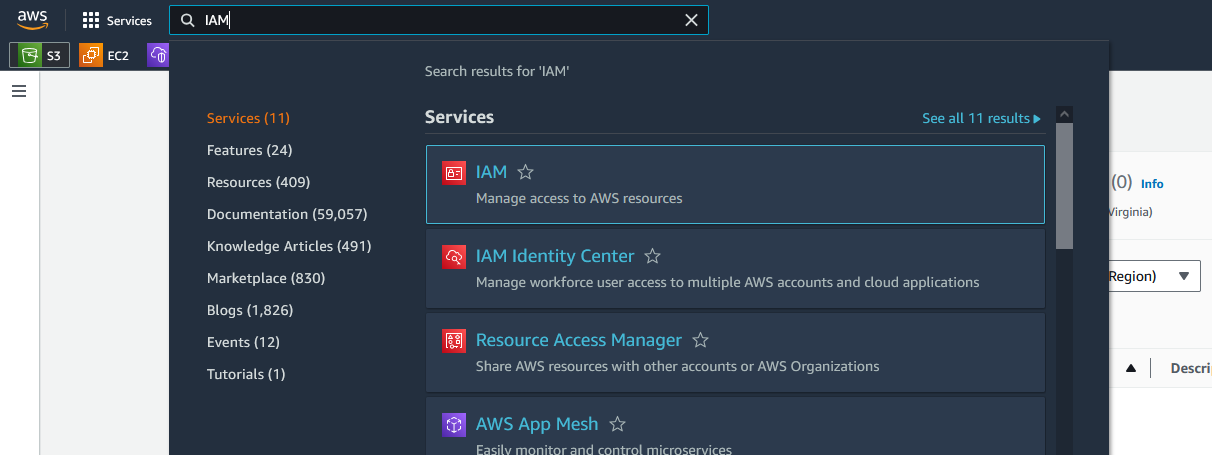 aws
Services
IAM
S3
EC2
Search results for 'IAM'
Services (11)
Features (24)
Resources (409)
Documentation (59,057)
Knowledge Articles (491)
Marketplace (830)
Blogs (1,826)
Events (12)
Tutorials (1)
Services
See all 11 results
IAM
Manage access to AWS resources
IAM Identity Center
Manage workforce user access to multiple AWS accounts and cloud applications
Resource Access Manager
Share AWS resources with other accounts or AWS Organizations
AWS App Mesh
Easily monitor and control microservices
(0) Info
Virginia)
Region)
Descri